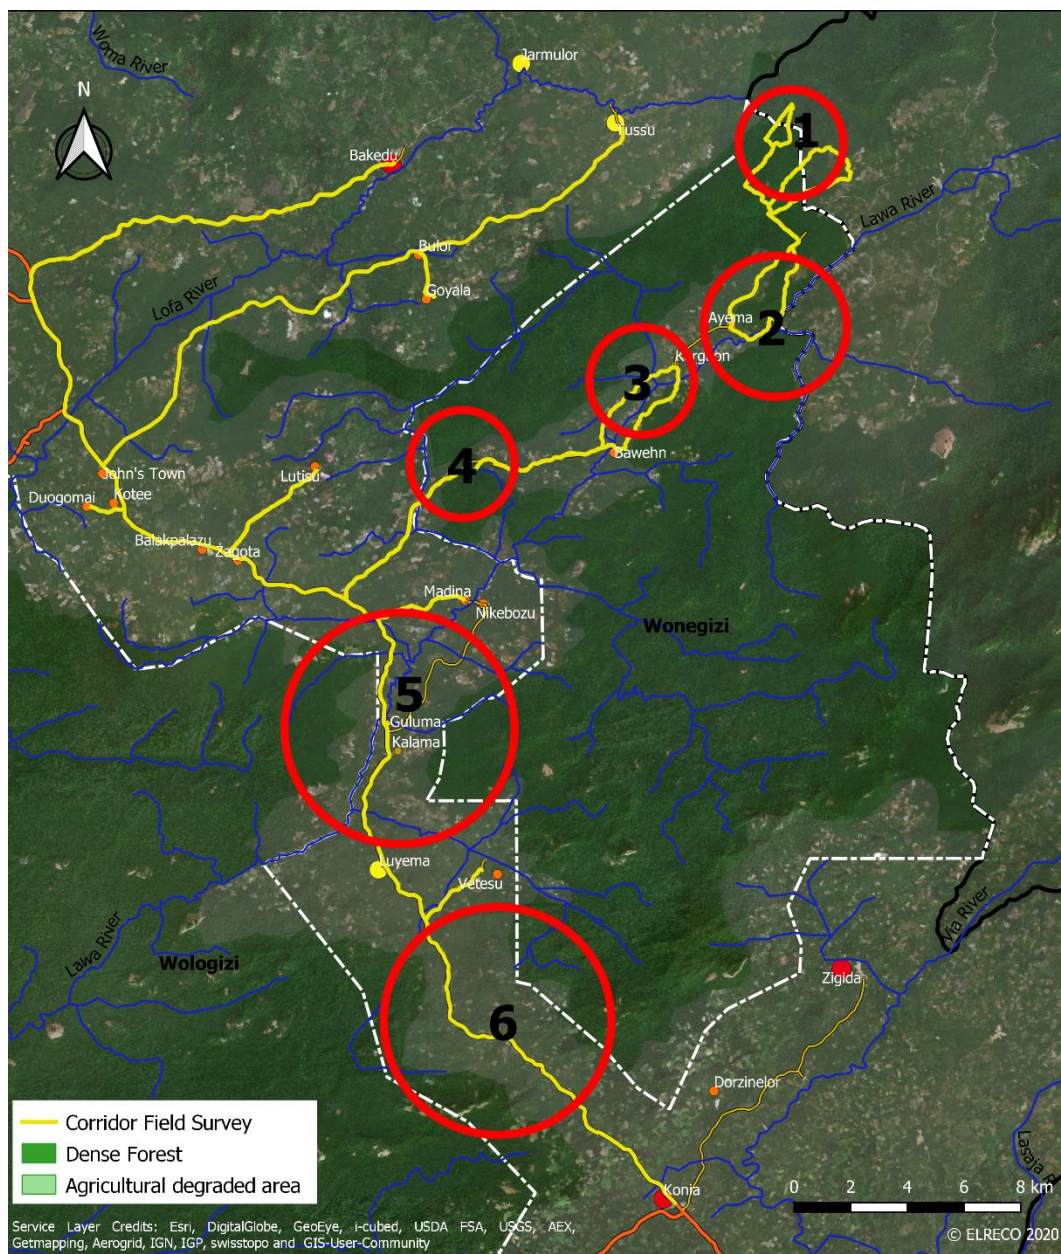 Woma River
Jarmulor
N
Tussu
1
Bakedu
Lawa River
Bulor
Lofa River
Goyala
Ayema
2
3
4
Bawehn
John's Town
Lutisu
Duogomai
Kotee
Balakpalazu
Zagota
Madina
Nikebozu
Wonegizi
5
Guluma
Kalama
Luyema
Vetesu
Lawa River
Via River
Wologizi
Zigida
6
Dorzinelor
Corridor Field Survey
Dense Forest
Agricultural degraded area
Konia
0 2 4 6 8 km
Service Layer Credits: Esri, DigitalGlobe, GeoEye, i-cubed, USDA FSA, USGS, AEX,
Getmapping, Aerogrid, IGN, IGP, swisstopo and GIS-User-Community
© ELRECO 2020